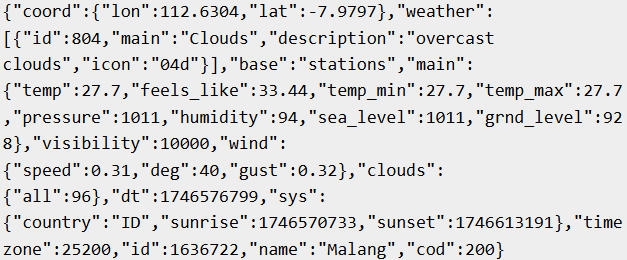 {"coord":{"lon":112.6304,"lat":-7.9797},"weather":
[{"id":804,"main":"Clouds","description":"overcast
clouds","icon":"04d"}],"base":"stations","main":
{"temp":27.7,"feels_like":33.44,"temp_min":27.7,"temp_max":27.7
,"pressure":1011,"humidity":94,"sea_level":1011,"grnd_level":92
8},"visibility":10000,"wind":
{"speed":0.31,"deg":40,"gust":0.32},"clouds":
{"all":96},"dt":1746576799,"sys":
{"country":"ID","sunrise":1746570733,"sunset":1746613191},"time
zone":25200,"id":1636722,"name":"Malang","cod":200}